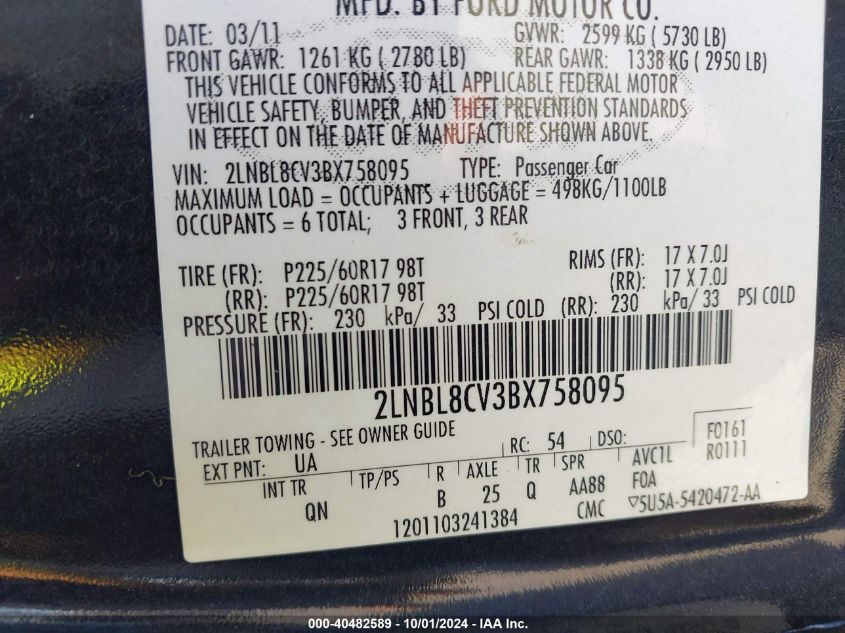 MFD. BY FORD MOTOR CO.
DATE: 03/11 GVWR: 2599 KG ( 5730 LB)
FRONT GAWR: 1261 KG ( 2780 LB) REAR GAWR: 1338 KG ( 2950 LB)
THIS VEHICLE CONFORMS TO ALL APPLICABLE FEDERAL MOTOR
VEHICLE SAFETY, BUMPER, AND THEFT PREVENTION STANDARDS
IN EFFECT ON THE DATE OF MANUFACTURE SHOWN ABOVE.
VIN: 2LNBL8CV3BX758095 TYPE: Passenger Car
MAXIMUM LOAD = OCCUPANTS + LUGGAGE = 498KG/1100LB
OCCUPANTS = 6 TOTAL; 3 FRONT, 3 REAR
TIRE (FR): P225/60R17 98T RIMS (FR): 17 X 7.0J
(RR): P225/60R17 98T (RR): 17 X 7.0J
PRESSURE (FR): 230 kPa/ 33 PSI COLD (RR): 230 kPa/ 33 PSI COLD
2LNBL8CV3BX758095
TRAILER TOWING - SEE OWNER GUIDE RC: 54 DSO: F0161
EXT PNT: UA R0111
INT TR TP/PS R AXLE TR SPR AVC1L
QN B 25 Q AA88 FOA
1201103241384 CMC ▽5U5A-5420472-AA
000-40482589 - 10/01/2024 - IAA Inc.